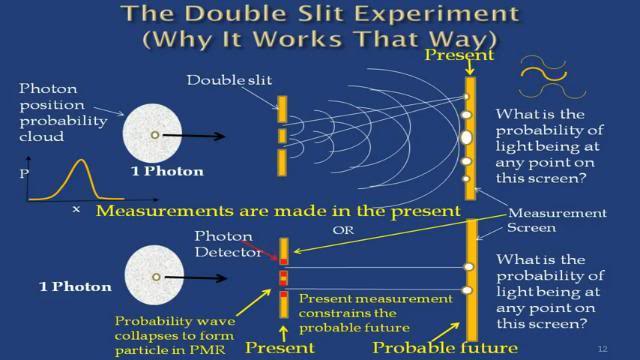 The Double Slit Experiment
(Why It Works That Way)
Present
Photon
position
probability
cloud
Double slit
1 Photon
What is the
probability of
light being at
any point on
this screen?
P
x
Measurements are made in the present
OR
Measurement
Screen
Photon
Detector
1 Photon
What is the
probability of
light being at
any point on
this screen?
Probability wave
collapses to form
particle in PMR
Present measurement
constrains the
probable future
Present
Probable future
12